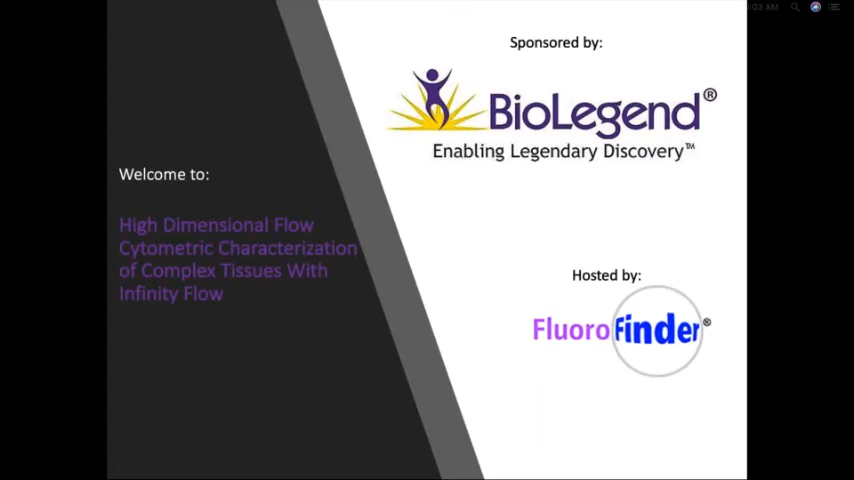 Welcome to:
High Dimensional Flow
Cytometric Characterization
of Complex Tissues With
Infinity Flow
Sponsored by:
BioLegend®
Enabling Legendary Discovery™
Hosted by:
FluoroFinder®